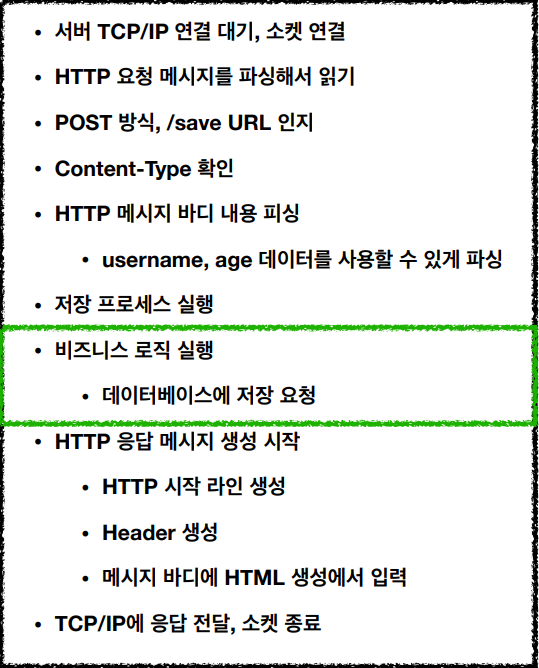 • 서버 TCP/IP 연결 대기, 소켓 연결
• HTTP 요청 메시지를 파싱해서 읽기
• POST 방식, /save URL 인지
• Content-Type 확인
• HTTP 메시지 바디 내용 피싱
• username, age 데이터를 사용할 수 있게 파싱
• 저장 프로세스 실행
• 비즈니스 로직 실행
• 데이터베이스에 저장 요청
• HTTP 응답 메시지 생성 시작
• HTTP 시작 라인 생성
• Header 생성
• 메시지 바디에 HTML 생성에서 입력
• TCP/IP에 응답 전달, 소켓 종료